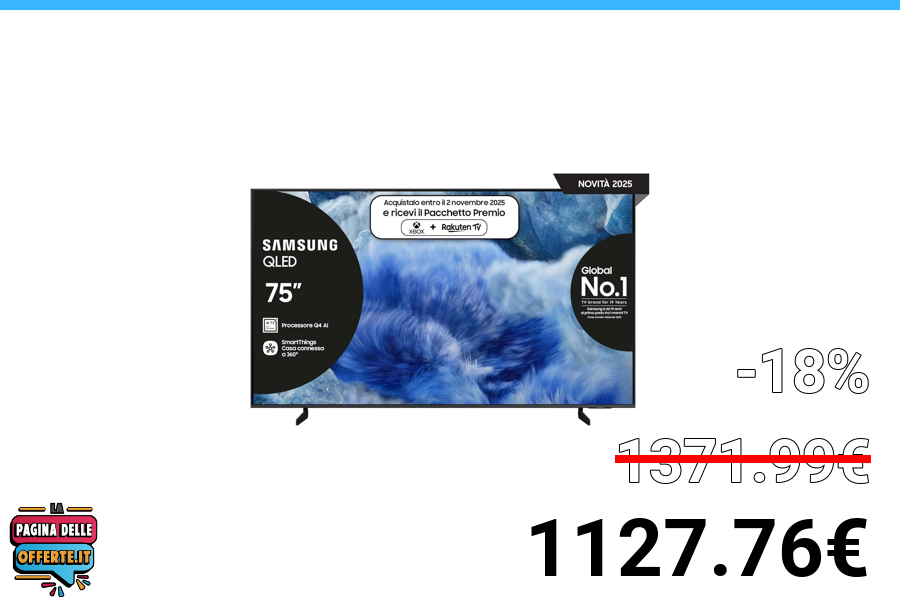 NOVITÀ 2025
Acquistalo entro il 2 novembre 2025
e ricevi il Pacchetto Premio
XBOX + Rakuten TV
SAMSUNG
QLED
75”
Processore Q4 AI
SmartThings
Casa connessa
a 360°
Global
No.1
TV brand for 19 Years
-18%
1371.99€
1127.76€
LA
PAGINA DELLE
OFFERTE.IT